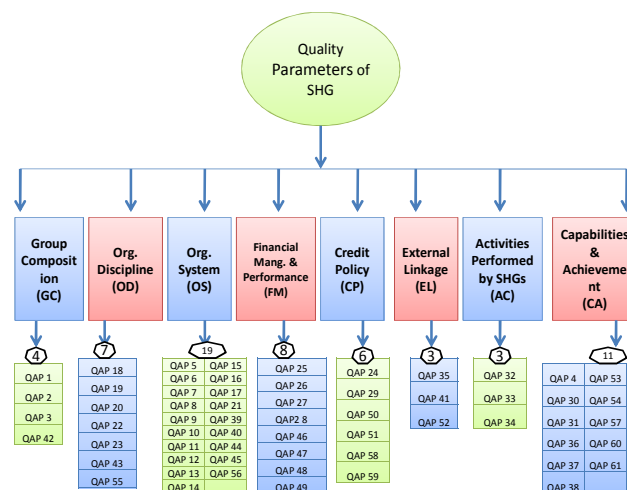 Quality
Parameters of
SHG
Group
Composit
ion
(GC)
Org.
Discipline
(OD)
Org.
System
(OS)
Financial
Mang. &
Performance
(FM)
Credit
Policy
(CP)
External
Linkage
(EL)
Activities
Performed
by SHGs
(AC)
Capabilities
&
Achieveme
nt
(CA)
4
7
19
8
6
3
3
11
QAP 1
QAP 2
QAP 3
QAP 42
QAP 18
QAP 19
QAP 20
QAP 22
QAP 23
QAP 43
QAP 55
QAP 5 QAP 15
QAP 6 QAP 16
QAP 7 QAP 17
QAP 8 QAP 21
QAP 9 QAP 39
QAP 10 QAP 40
QAP 11 QAP 44
QAP 12 QAP 45
QAP 13 QAP 56
QAP 14
QAP 25
QAP 26
QAP 27
QAP2 8
QAP 46
QAP 47
QAP 48
QAP 49
QAP 24
QAP 29
QAP 50
QAP 51
QAP 58
QAP 59
QAP 35
QAP 41
QAP 52
QAP 32
QAP 33
QAP 34
QAP 4 QAP 53
QAP 30 QAP 54
QAP 31 QAP 57
QAP 36 QAP 60
QAP 37 QAP 61
QAP 38